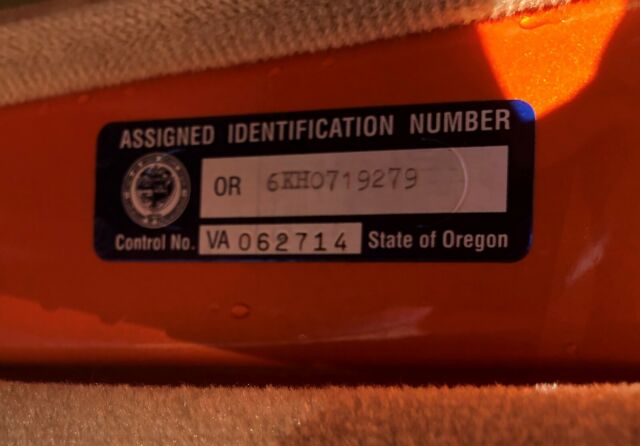 ASSIGNED IDENTIFICATION NUMBER
OR 6KH0719279
Control No. VA 062714 State of Oregon